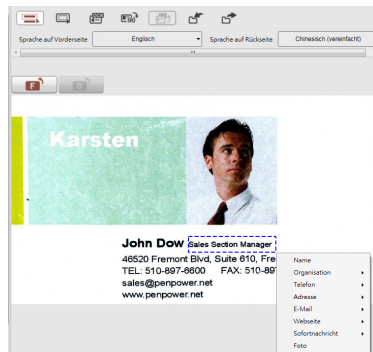 Sprache auf Vorderseite
Englisch
Sprache auf Rückseite
Chinesisch (vereinfacht)
F
B
Karsten
John Dow Sales Section Manager
46520 Fremont Blvd, Suite 610, Fre
TEL: 510-897-6600 FAX: 510-897
sales@penpower.net
www.penpower.net
Name
Organisation
Telefon
Adresse
E-Mail
Webseite
Sofortnachricht
Foto